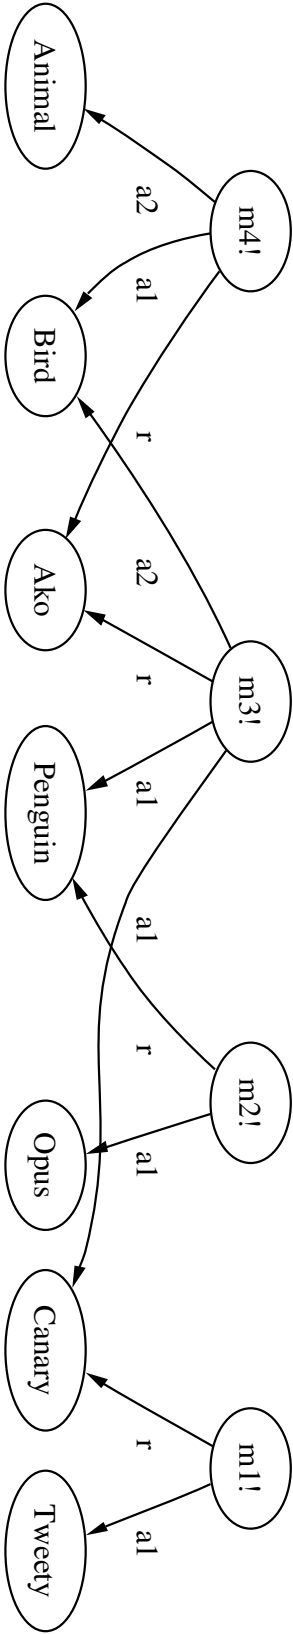 m4!
m3!
m2!
m1!
a2
a1
r
a2
r
a1
a1
r
a1
r
a1
Animal
Bird
Ako
Penguin
Opus
Canary
Tweety